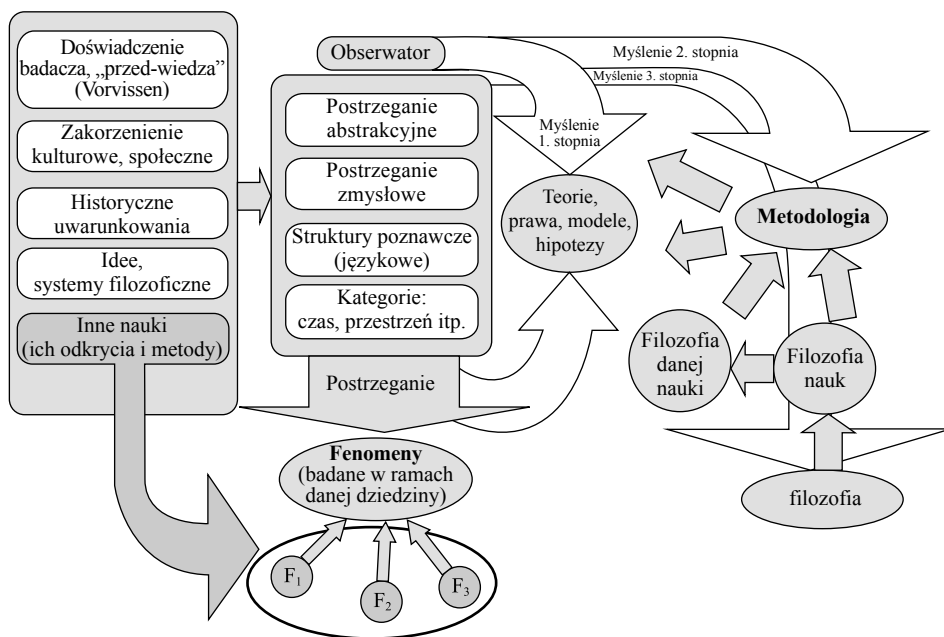 Doświadczenie
badacza, „przed-wiedza”
(Vorvissen)
Zakorzenienie
kulturowe, społeczne
Historyczne
uwarunkowania
Idee,
systemy filozoficzne
Inne nauki
(ich odkrycia i metody)
Obserwator
Postrzeganie
abstrakcyjne
Postrzeganie
zmysłowe
Struktury poznawcze
(językowe)
Kategorie:
czas, przestrzeń itp.
Postrzeganie
Fenomeny
(badane w ramach
danej dziedziny)
F1
F2
F3
Myślenie
1. stopnia
Myślenie 2. stopnia
Myślenie 3. stopnia
Teorie,
prawa, modele,
hipotezy
Metodologia
Filozofia
danej
nauki
Filozofia
nauk
filozofia